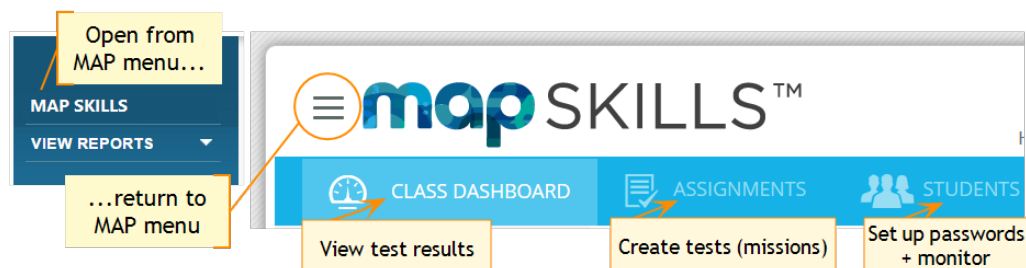 Open from
MAP menu...
MAP SKILLS
VIEW REPORTS
...return to
MAP menu
map SKILLS™
H
CLASS DASHBOARD
ASSIGNMENTS
STUDENTS
View test results
Create tests (missions)
Set up passwords
+ monitor